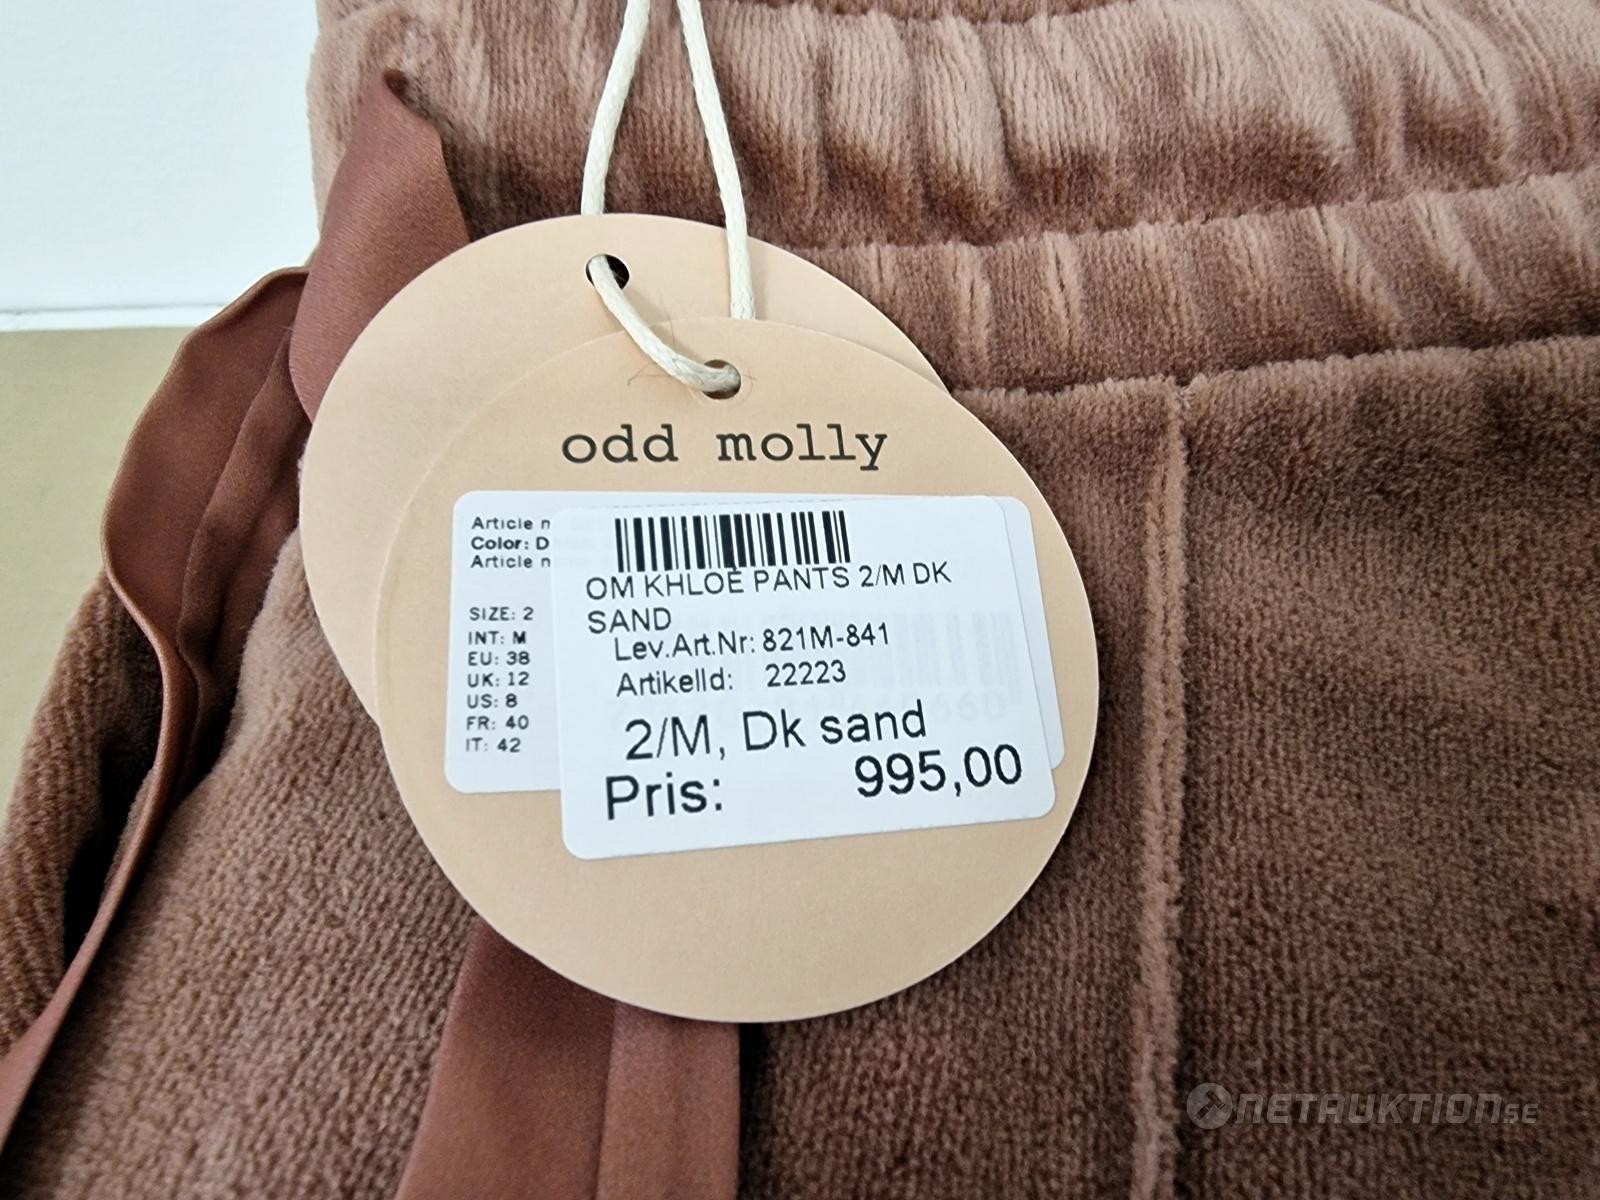 odd molly
Article n
Color: D
Article n
SIZE: 2
INT: M
EU: 38
UK: 12
US: 8
FR: 40
IT: 42
OM KHLOÉ PANTS 2/M DK
SAND
Lev.Art.Nr: 821M-841
ArtikelId: 22223
2/M, Dk sand
Pris: 995,00
NETAUKTION.SE